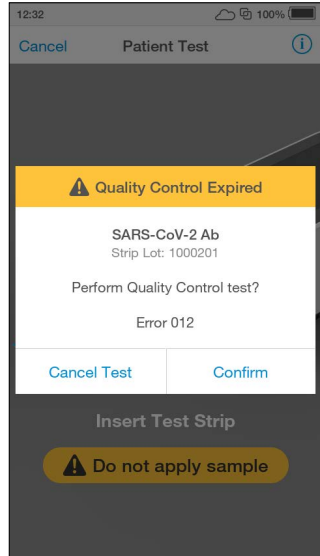 12:32
100%
Cancel
Patient Test
Quality Control Expired
SARS-CoV-2 Ab
Strip Lot: 1000201
Perform Quality Control test?
Error 012
Cancel Test
Confirm
Insert Test Strip
Do not apply sample